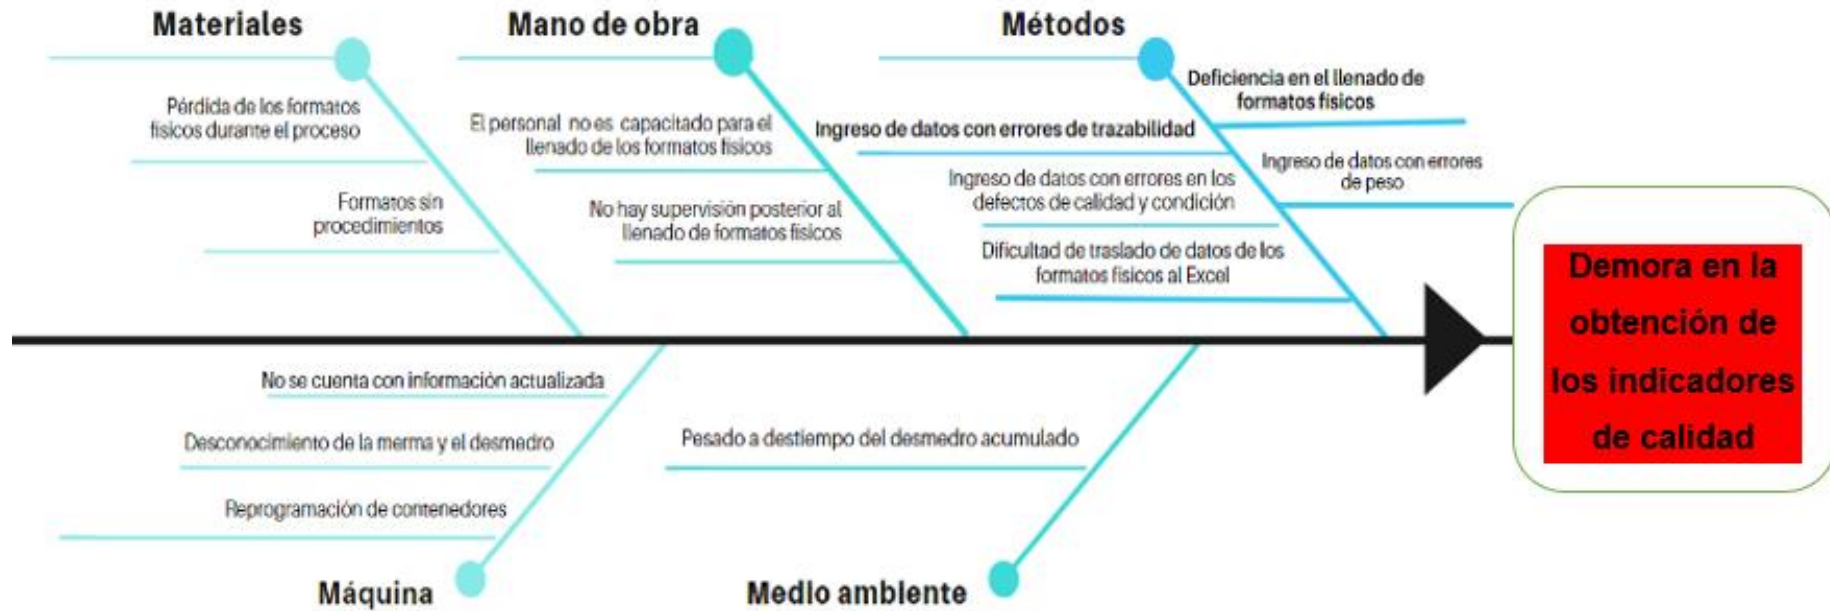 Materiales
Pérdida de los formatos
físicos durante el proceso
Formatos sin
procedimientos
Mano de obra
El personal no es capacitado para el
llenado de los formatos físicos
No hay supervisión posterior al
llenado de formatos físicos
Métodos
Deficiencia en el llenado de
formatos físicos
Ingreso de datos con errores de trazabilidad
Ingreso de datos con errores
de peso
Ingreso de datos con errores en los
defectos de calidad y condición
Dificultad de traslado de datos de los
formatos físicos al Excel
Demora en la
obtención de
los indicadores
de calidad
No se cuenta con información actualizada
Desconocimiento de la merma y el desmedro
Reprogramación de contenedores
Máquina
Pesado a destiempo del desmedro acumulado
Medio ambiente